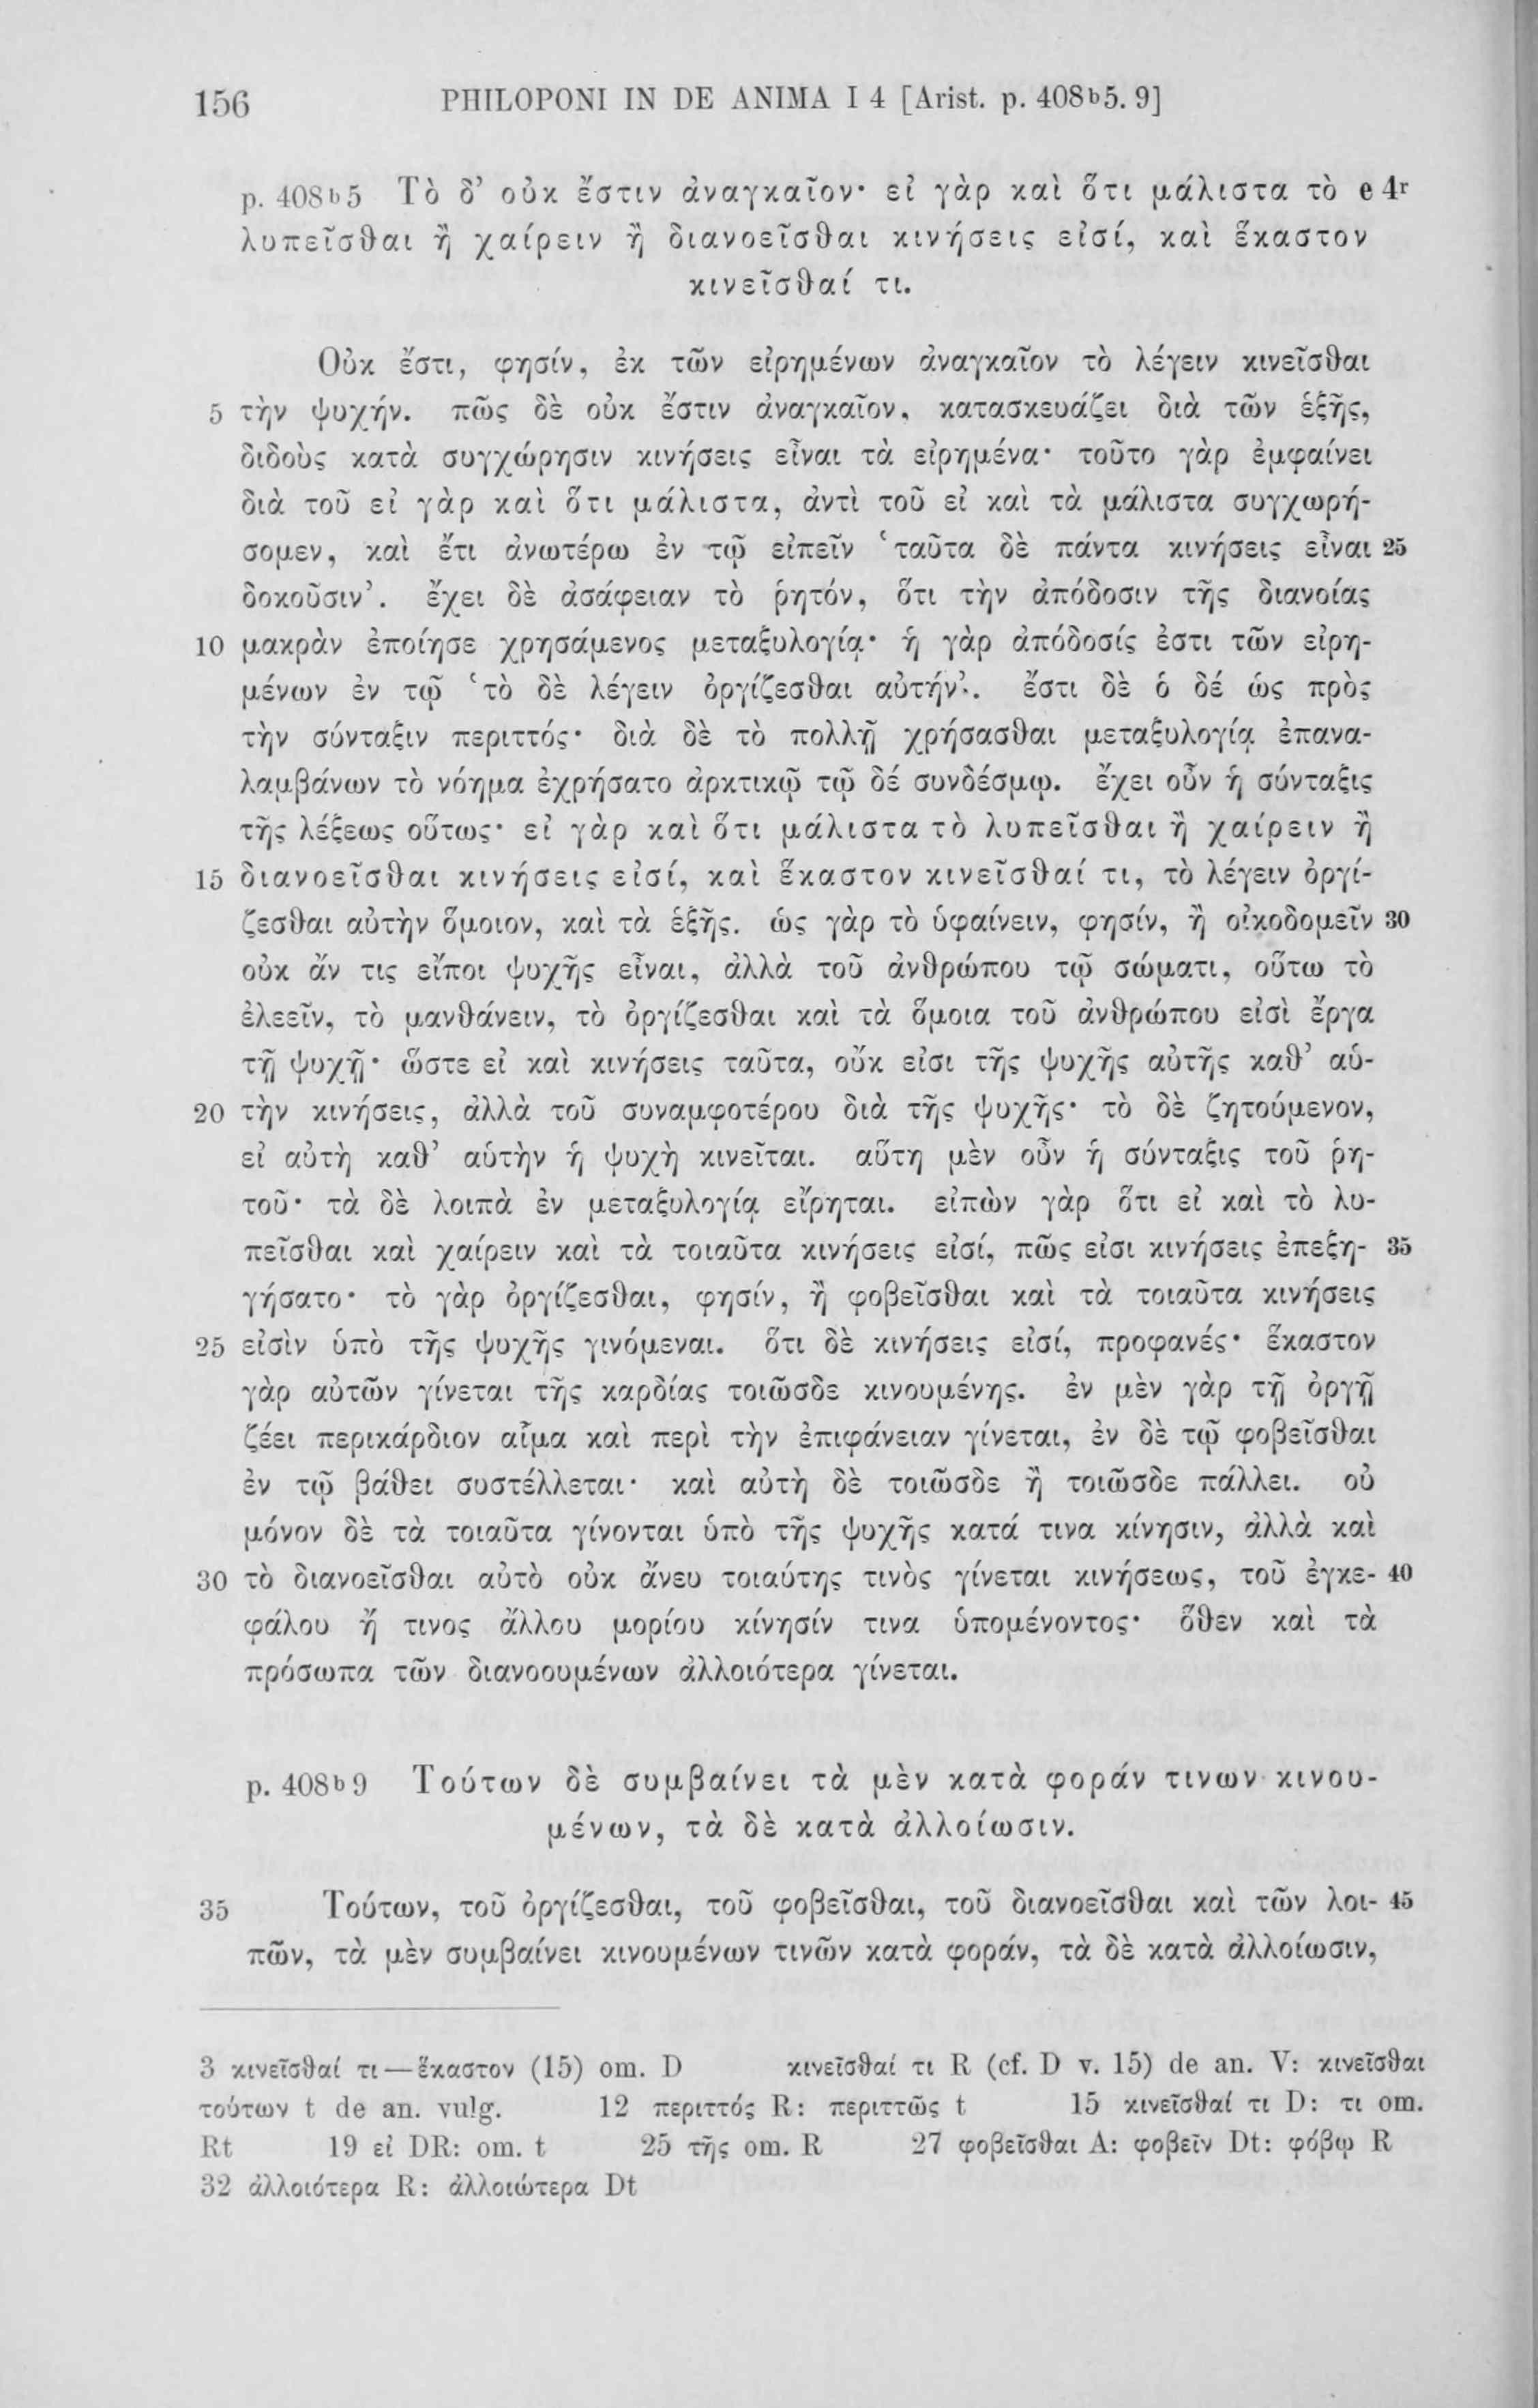 156 PHILOPONI IN DE ANIMA I 4 [Arist. p. 408b5. 9]
p. 408b5 Τὸ δ’ οὐκ ἔστιν ἀναγκαῖον· εἰ γὰρ καὶ ὅτι μάλιστα τὸ e 4r
λυπεῖσθαι ἢ χαίρειν ἢ διανοεῖσθαι κινήσεις εἰσί, καὶ ἕκαστον
κινεῖσθαί τι.
Οὐκ ἔστι, φησίν, ἐκ τῶν εἰρημένων ἀναγκαῖον τὸ λέγειν κινεῖσθαι
5 τὴν ψυχήν. πῶς δὲ οὐκ ἔστιν ἀναγκαῖον, κατασκευάζει διὰ τῶν ἑξῆς,
διδοὺς κατὰ συγχώρησιν κινήσεις εἶναι τὰ εἰρημένα· τοῦτο γὰρ ἐμφαίνει
διὰ τοῦ εἰ γὰρ καὶ ὅτι μάλιστα, ἀντὶ τοῦ εἰ καὶ τὰ μάλιστα συγχωρή-
σομεν, καὶ ἔτι ἀνωτέρω ἐν τῷ εἰπεῖν ‘ταῦτα δὲ πάντα κινήσεις εἶναι 25
δοκοῦσιν’. ἔχει δὲ ἀσάφειαν τὸ ῥητόν, ὅτι τὴν ἀπόδοσιν τῆς διανοίας
10 μακρὰν ἐποίησε χρησάμενος μεταξυλογίᾳ· ἡ γὰρ ἀπόδοσίς ἐστι τῶν εἰρη-
μένων ἐν τῷ ‘τὸ δὲ λέγειν ὀργίζεσθαι αὐτήν’. ἔστι δὲ ὁ δέ ὡς πρὸς
τὴν σύνταξιν περιττός· διὰ δὲ τὸ πολλῇ χρήσασθαι μεταξυλογίᾳ ἐπανα-
λαμβάνων τὸ νόημα ἐχρήσατο ἀρκτικῷ τῷ δέ συνδέσμῳ. ἔχει οὖν ἡ σύνταξις
τῆς λέξεως οὕτως· εἰ γὰρ καὶ ὅτι μάλιστα τὸ λυπεῖσθαι ἢ χαίρειν ἢ
15 διανοεῖσθαι κινήσεις εἰσί, καὶ ἕκαστον κινεῖσθαί τι, τὸ λέγειν ὀργί-
ζεσθαι αὐτὴν ὅμοιον, καὶ τὰ ἑξῆς. ὡς γὰρ τὸ ὑφαίνειν, φησίν, ἢ οἰκοδομεῖν 30
οὐκ ἄν τις εἴποι ψυχῆς εἶναι, ἀλλὰ τοῦ ἀνθρώπου τῷ σώματι, οὕτω τὸ
ἐλεεῖν, τὸ μανθάνειν, τὸ ὀργίζεσθαι καὶ τὰ ὅμοια τοῦ ἀνθρώπου εἰσὶ ἔργα
τῇ ψυχῇ· ὥστε εἰ καὶ κινήσεις ταῦτα, οὔκ εἰσι τῆς ψυχῆς αὐτῆς καθ’ αὑ-
20 τὴν κινήσεις, ἀλλὰ τοῦ συναμφοτέρου διὰ τῆς ψυχῆς· τὸ δὲ ζητούμενον,
εἰ αὐτὴ καθ’ αὑτὴν ἡ ψυχὴ κινεῖται. αὕτη μὲν οὖν ἡ σύνταξις τοῦ ῥη-
τοῦ· τὰ δὲ λοιπὰ ἐν μεταξυλογίᾳ εἴρηται. εἰπὼν γὰρ ὅτι εἰ καὶ τὸ λυ-
πεῖσθαι καὶ χαίρειν καὶ τὰ τοιαῦτα κινήσεις εἰσί, πῶς εἰσι κινήσεις ἐπεξη- 35
γήσατο· τὸ γὰρ ὀργίζεσθαι, φησίν, ἢ φοβεῖσθαι καὶ τὰ τοιαῦτα κινήσεις
25 εἰσὶν ὑπὸ τῆς ψυχῆς γινόμεναι. ὅτι δὲ κινήσεις εἰσί, προφανές· ἕκαστον
γὰρ αὐτῶν γίνεται τῆς καρδίας τοιῶσδε κινουμένης. ἐν μὲν γὰρ τῇ ὀργῇ
ζέει περικάρδιον αἷμα καὶ περὶ τὴν ἐπιφάνειαν γίνεται, ἐν δὲ τῷ φοβεῖσθαι
ἐν τῷ βάθει συστέλλεται· καὶ αὐτὴ δὲ τοιῶσδε ἢ τοιῶσδε πάλλει. οὐ
μόνον δὲ τὰ τοιαῦτα γίνονται ὑπὸ τῆς ψυχῆς κατά τινα κίνησιν, ἀλλὰ καὶ
30 τὸ διανοεῖσθαι αὐτὸ οὐκ ἄνευ τοιαύτης τινὸς γίνεται κινήσεως, τοῦ ἐγκε- 40
φάλου ἤ τινος ἄλλου μορίου κίνησίν τινα ὑπομένοντος· ὅθεν καὶ τὰ
πρόσωπα τῶν διανοουμένων ἀλλοιότερα γίνεται.
p. 408b9 Τούτων δὲ συμβαίνει τὰ μὲν κατὰ φοράν τινων κινου-
μένων, τὰ δὲ κατὰ ἀλλοίωσιν.
35 Τούτων, τοῦ ὀργίζεσθαι, τοῦ φοβεῖσθαι, τοῦ διανοεῖσθαι καὶ τῶν λοι- 45
πῶν, τὰ μὲν συμβαίνει κινουμένων τινῶν κατὰ φοράν, τὰ δὲ κατὰ ἀλλοίωσιν,
3 κινεῖσθαί τι — ἕκαστον (15) om. D κινεῖσθαί τι R (cf. D v. 15) de an. V: κινεῖσθαι
τούτων t de an. vulg. 12 περιττός R: περιττῶς t 15 κινεῖσθαί τι D: τι om.
Rt 19 εἰ DR: om. t 25 τῆς om. R 27 φοβεῖσθαι A: φοβεῖν Dt: φόβῳ R
32 ἀλλοιότερα R: ἀλλοιώτερα Dt